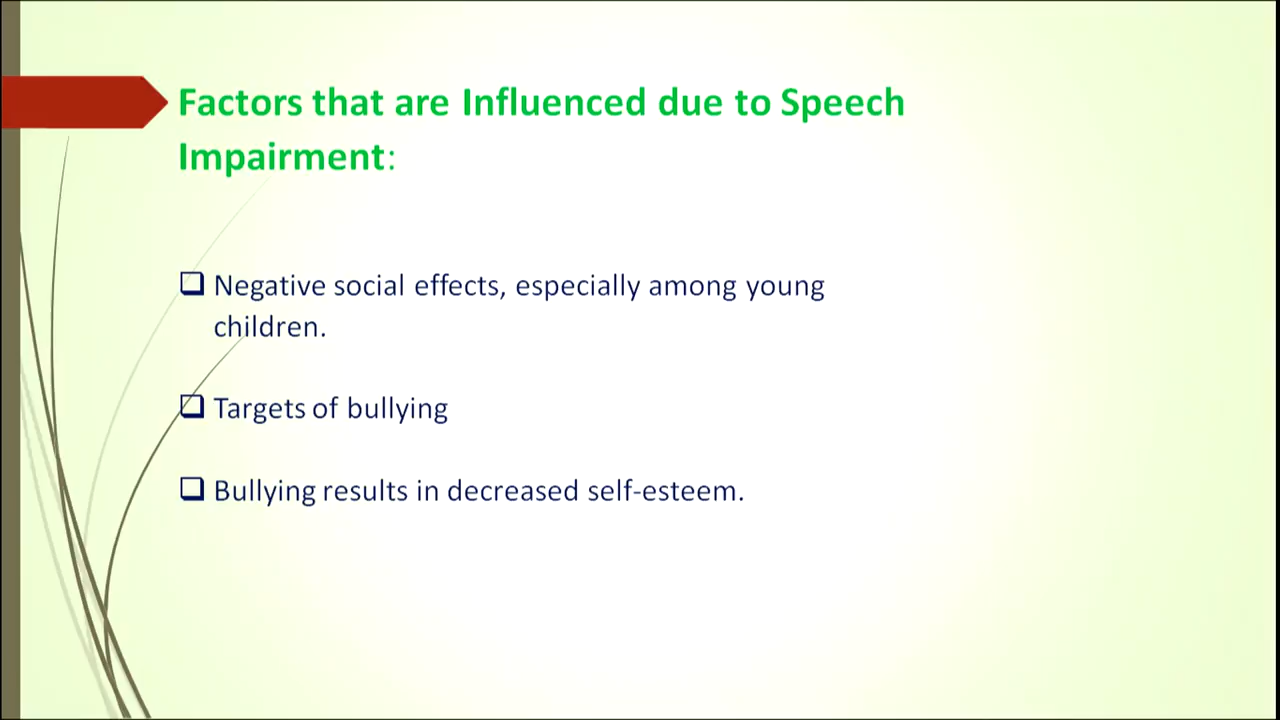 Factors that are Influenced due to Speech
Impairment:
❑ Negative social effects, especially among young
children.
❑ Targets of bullying
❑ Bullying results in decreased self-esteem.